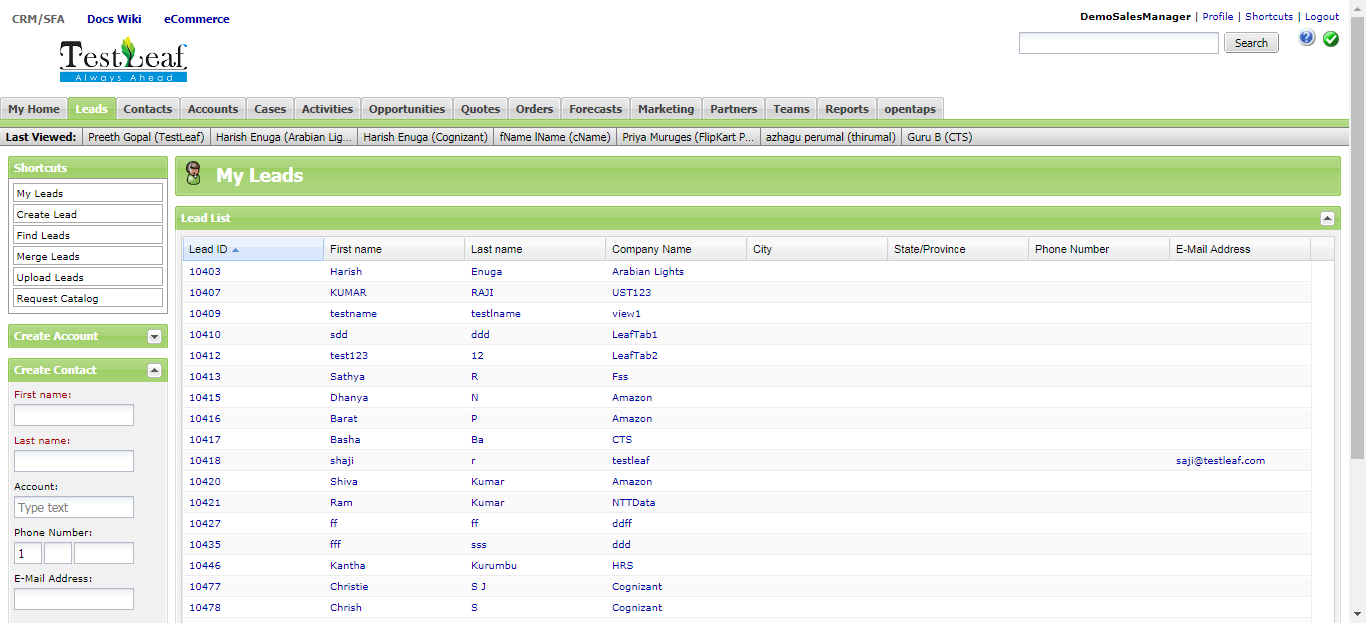 CRM/SFA Docs Wiki eCommerce
DemoSalesManager | Profile | Shortcuts | Logout
Search
TestLeaf
Always Ahead
My Home Leads Contacts Accounts Cases Activities Opportunities Quotes Orders Forecasts Marketing Partners Teams Reports opentaps
Last Viewed: Preeth Gopal (TestLeaf) Harish Enuga (Arabian Lig... Harish Enuga (Cognizant) fName lName (cName) Priya Muruges (FlipKart P... azhagu perumal (thirumal) Guru B (CTS)
Shortcuts
My Leads
Create Lead
Find Leads
Merge Leads
Upload Leads
Request Catalog
Create Account
Create Contact
First name:
Last name:
Account:
Type text
Phone Number:
1
E-Mail Address:
My Leads
Lead List
Lead ID First name Last name Company Name City State/Province Phone Number E-Mail Address
10403 Harish Enuga Arabian Lights
10407 KUMAR RAJI UST123
10409 testname testlname view1
10410 sdd ddd LeafTab1
10412 test123 12 LeafTab2
10413 Sathya R Fss
10415 Dhanya N Amazon
10416 Barat P Amazon
10417 Basha Ba CTS
10418 shaji r testleaf saji@testleaf.com
10420 Shiva Kumar Amazon
10421 Ram Kumar NTTData
10427 ff ff ddff
10435 fff sss ddd
10446 Kantha Kurumbu HRS
10477 Christie S J Cognizant
10478 Chrish S Cognizant